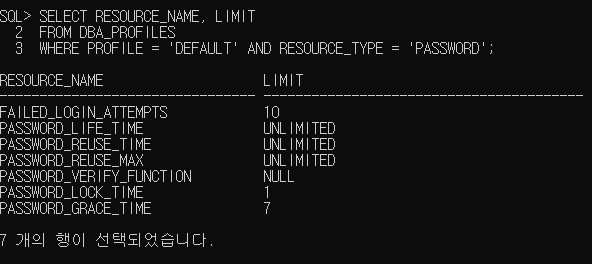 SQL> SELECT RESOURCE_NAME, LIMIT
  2  FROM DBA_PROFILES
  3  WHERE PROFILE = 'DEFAULT' AND RESOURCE_TYPE = 'PASSWORD';
RESOURCE_NAME                    LIMIT
-------------------------------- ----------------------------------------
FAILED_LOGIN_ATTEMPTS            10
PASSWORD_LIFE_TIME               UNLIMITED
PASSWORD_REUSE_TIME              UNLIMITED
PASSWORD_REUSE_MAX               UNLIMITED
PASSWORD_VERIFY_FUNCTION         NULL
PASSWORD_LOCK_TIME               1
PASSWORD_GRACE_TIME              7
7 개의 행이 선택되었습니다.